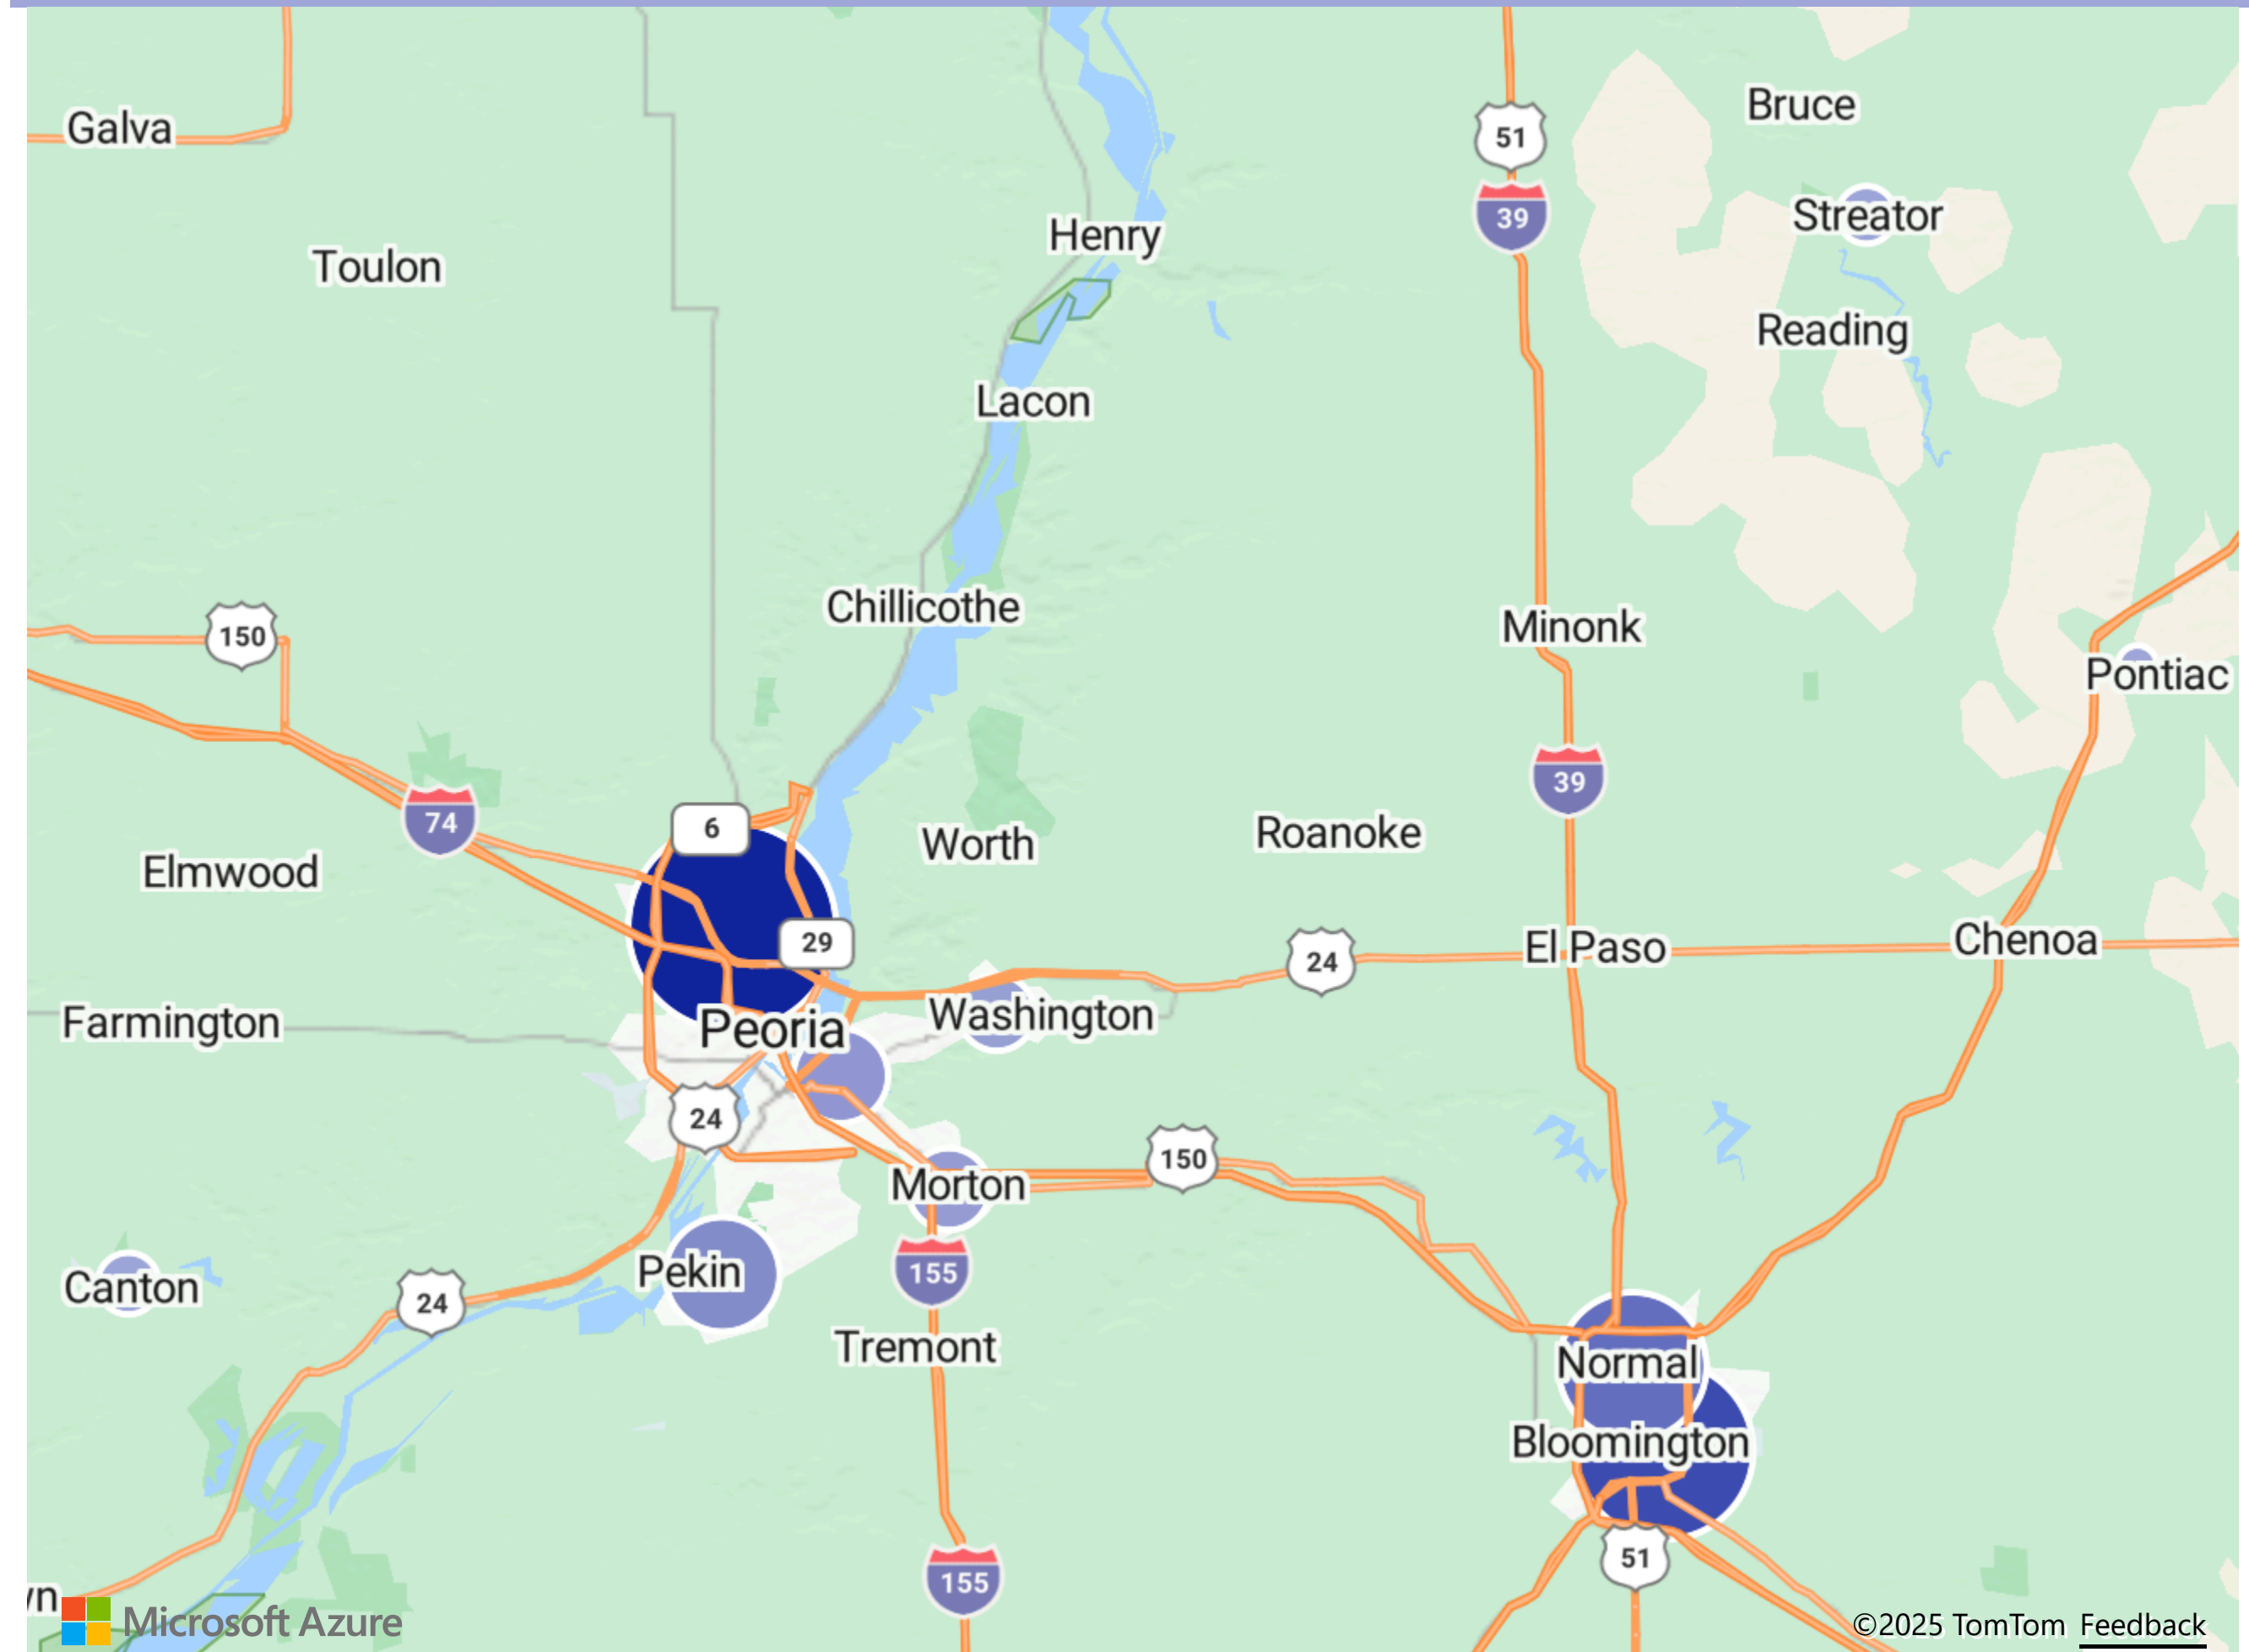 Bruce
Galva
51
39
Streator
Henry
Toulon
Reading
Lacon
Chillicothe
150
Minonk
Pontiac
39
74
6
Worth
Roanoke
Elmwood
29
24
El Paso
Chenoa
Farmington
Peoria
Washington
24
150
Morton
Pekin
155
Canton
24
Tremont
Normal
Bloomington
51
155
vn
Microsoft Azure
©2025 TomTom Feedback